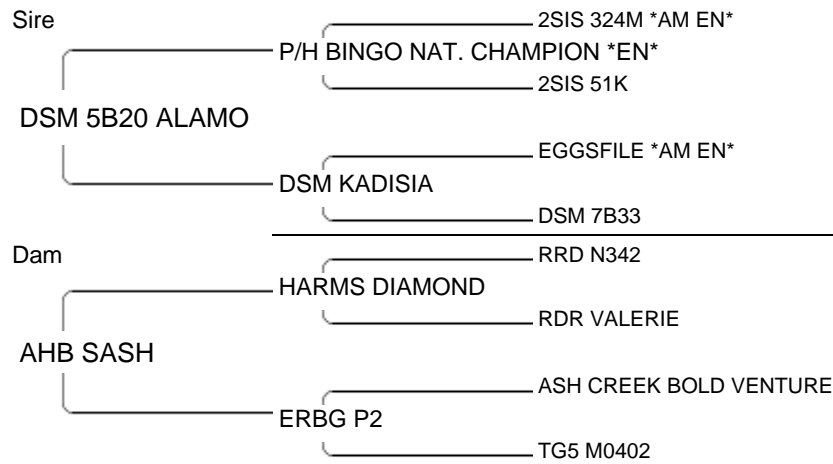 Sire
2SIS 324M *AM EN*
P/H BINGO NAT. CHAMPION *EN*
2SIS 51K
DSM 5B20 ALAMO
EGGSFILE *AM EN*
DSM KADISIA
DSM 7B33
Dam
RRD N342
HARMS DIAMOND
RDR VALERIE
AHB SASH
ASH CREEK BOLD VENTURE
ERBG P2
TG5 M0402